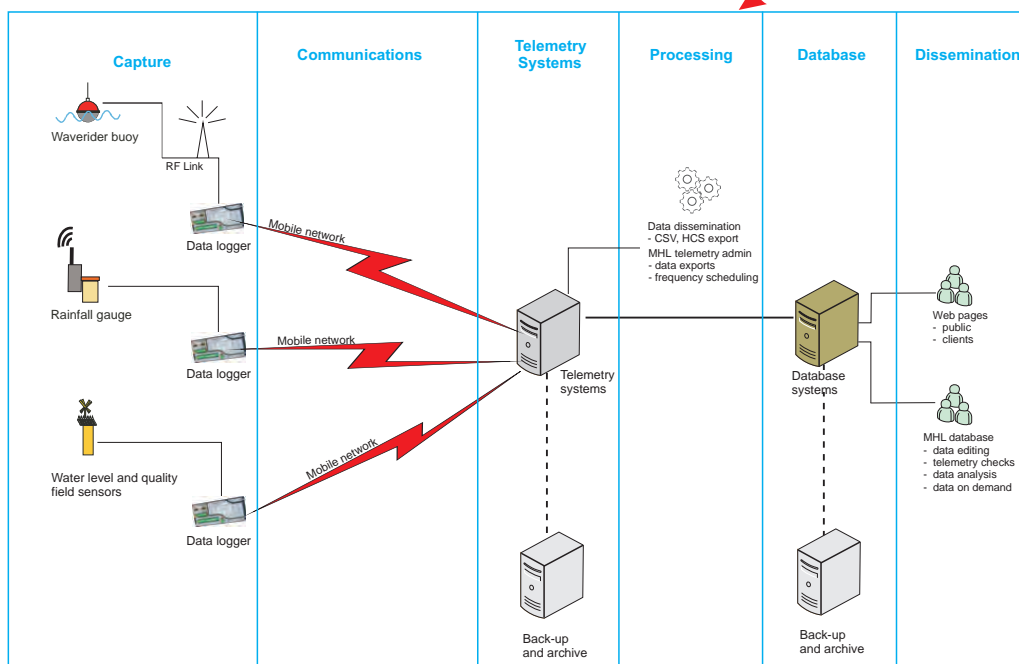 Capture
Communications
Telemetry
Systems
Processing
Database
Dissemination
Waverider buoy
RF Link
Data logger
Mobile network
Rainfall gauge
Data logger
Mobile network
Water level and quality
field sensors
Data logger
Mobile network
Telemetry
systems
Back-up
and archive
Data dissemination
- CSV, HCS export
MHL telemetry admin
- data exports
- frequency scheduling
Database
systems
Back-up
and archive
Web pages
- public
- clients
MHL database
- data editing
- telemetry checks
- data analysis
- data on demand